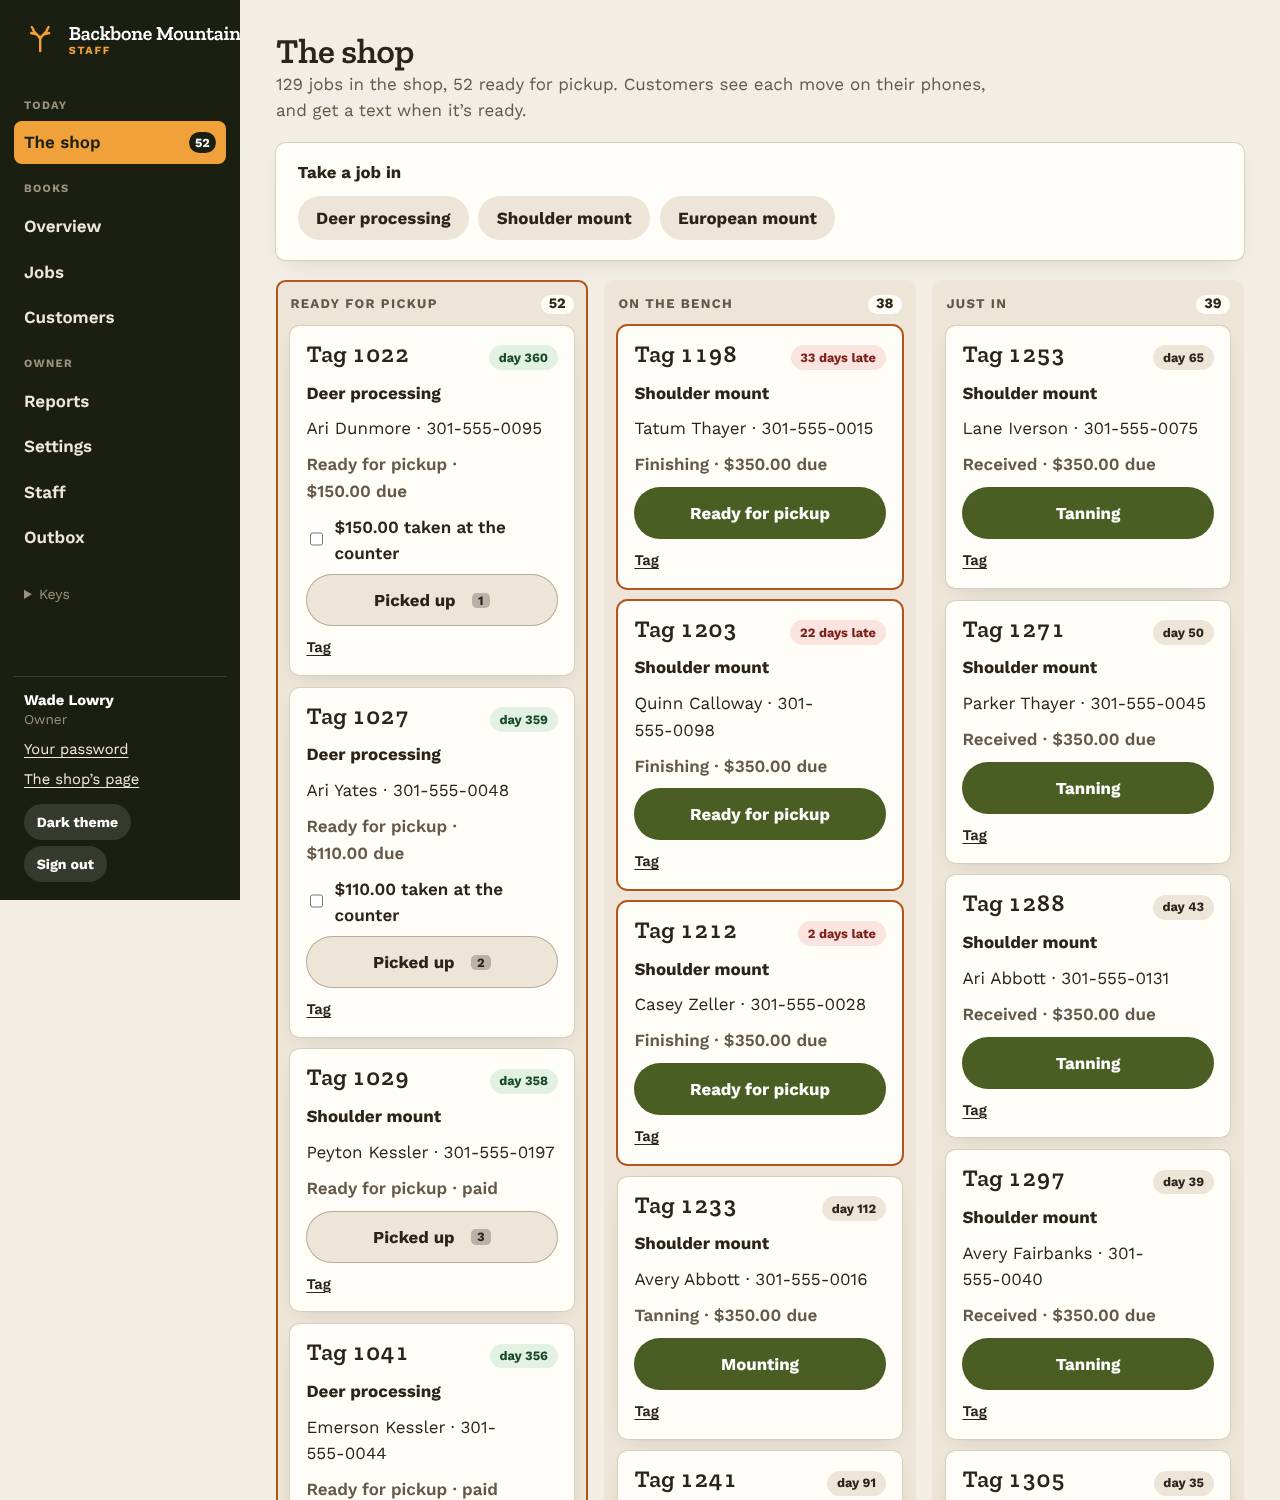 Backbone Mountain
STAFF
TODAY
The shop 52
BOOKS
Overview
Jobs
Customers
OWNER
Reports
Settings
Staff
Outbox
Keys
Wade Lowry
Owner
Your password
The shop’s page
Dark theme
Sign out
The shop
129 jobs in the shop, 52 ready for pickup. Customers see each move on their phones,
and get a text when it’s ready.
Take a job in
Deer processing Shoulder mount European mount
READY FOR PICKUP 52
Tag 1022 day 360
Deer processing
Ari Dunmore · 301-555-0095
Ready for pickup ·
$150.00 due
$150.00 taken at the
counter
Picked up 1
Tag
Tag 1027 day 359
Deer processing
Ari Yates · 301-555-0048
Ready for pickup ·
$110.00 due
$110.00 taken at the
counter
Picked up 2
Tag
Tag 1029 day 358
Shoulder mount
Peyton Kessler · 301-555-0197
Ready for pickup · paid
Picked up 3
Tag
Tag 1041 day 356
Deer processing
Emerson Kessler · 301-
555-0044
Ready for pickup · paid
ON THE BENCH 38
Tag 1198 33 days late
Shoulder mount
Tatum Thayer · 301-555-0015
Finishing · $350.00 due
Ready for pickup
Tag
Tag 1203 22 days late
Shoulder mount
Quinn Calloway · 301-
555-0098
Finishing · $350.00 due
Ready for pickup
Tag
Tag 1212 2 days late
Shoulder mount
Casey Zeller · 301-555-0028
Finishing · $350.00 due
Ready for pickup
Tag
Tag 1233 day 112
Shoulder mount
Avery Abbott · 301-555-0016
Tanning · $350.00 due
Mounting
Tag
Tag 1241 day 91
JUST IN 39
Tag 1253 day 65
Shoulder mount
Lane Iverson · 301-555-0075
Received · $350.00 due
Tanning
Tag
Tag 1271 day 50
Shoulder mount
Parker Thayer · 301-555-0045
Received · $350.00 due
Tanning
Tag
Tag 1288 day 43
Shoulder mount
Ari Abbott · 301-555-0131
Received · $350.00 due
Tanning
Tag
Tag 1297 day 39
Shoulder mount
Avery Fairbanks · 301-
555-0040
Received · $350.00 due
Tanning
Tag
Tag 1305 day 35